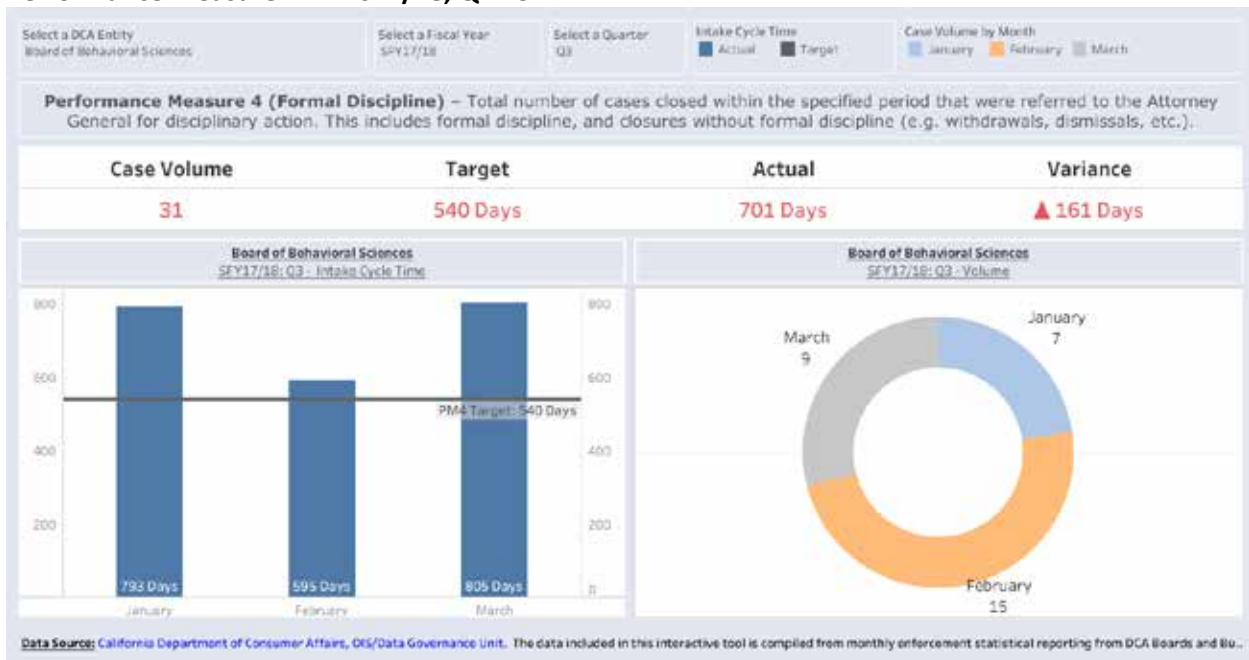 Select a DCA Entity
Board of Behavioral Sciences
Select a Fiscal Year
SFY17/18
Select a Quarter
Q3
Intake Cycle Time
Actual Target
Case Volume by Month
January February March
Performance Measure 4 (Formal Discipline) – Total number of cases closed within the specified period that were referred to the Attorney
General for disciplinary action. This includes formal discipline, and closures without formal discipline (e.g. withdrawals, dismissals, etc.).
Case Volume Target Actual Variance
31 540 Days 701 Days ▲ 161 Days
Board of Behavioral Sciences
SFY17/18: Q3 - Intake Cycle Time
800 800
600 600
PM4 Target: 540 Days
400 400
200 200
0
793 Days 595 Days 805 Days
January February March
Board of Behavioral Sciences
SFY17/18: Q3 - Volume
January
7
March
9
February
15
Data Source: California Department of Consumer Affairs, OIS/Data Governance Unit. The data included in this interactive tool is compiled from monthly enforcement statistical reporting from DCA Boards and Bu..